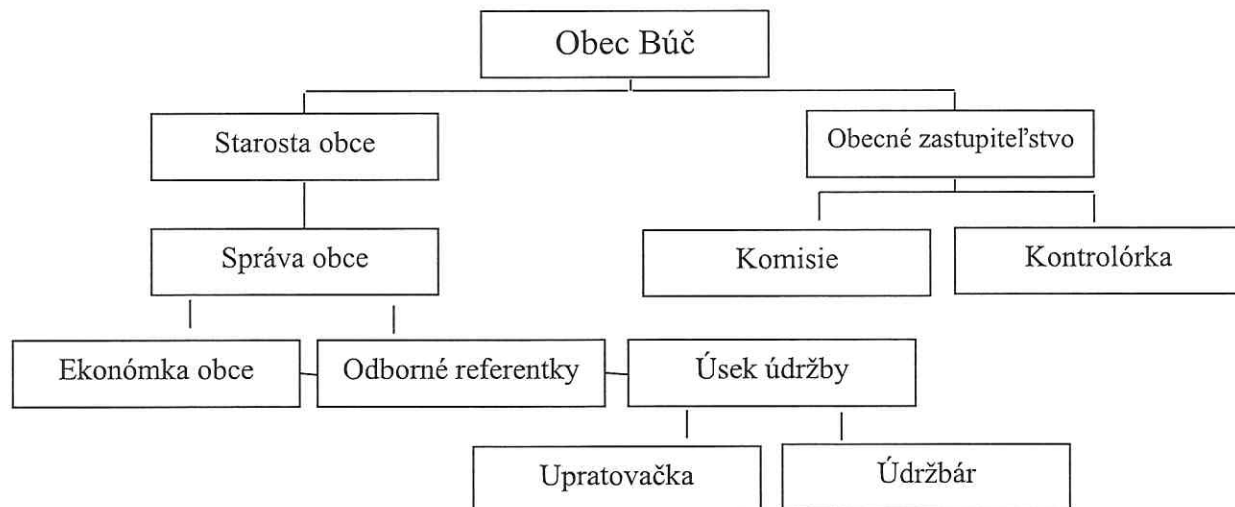 Obec Búč
Starosta obce
Obecné zastupiteľstvo
Správa obce
Komisie
Kontrolórka
Ekonómka obce
Odborné referentky
Úsek údržby
Upratovačka
Údržbár